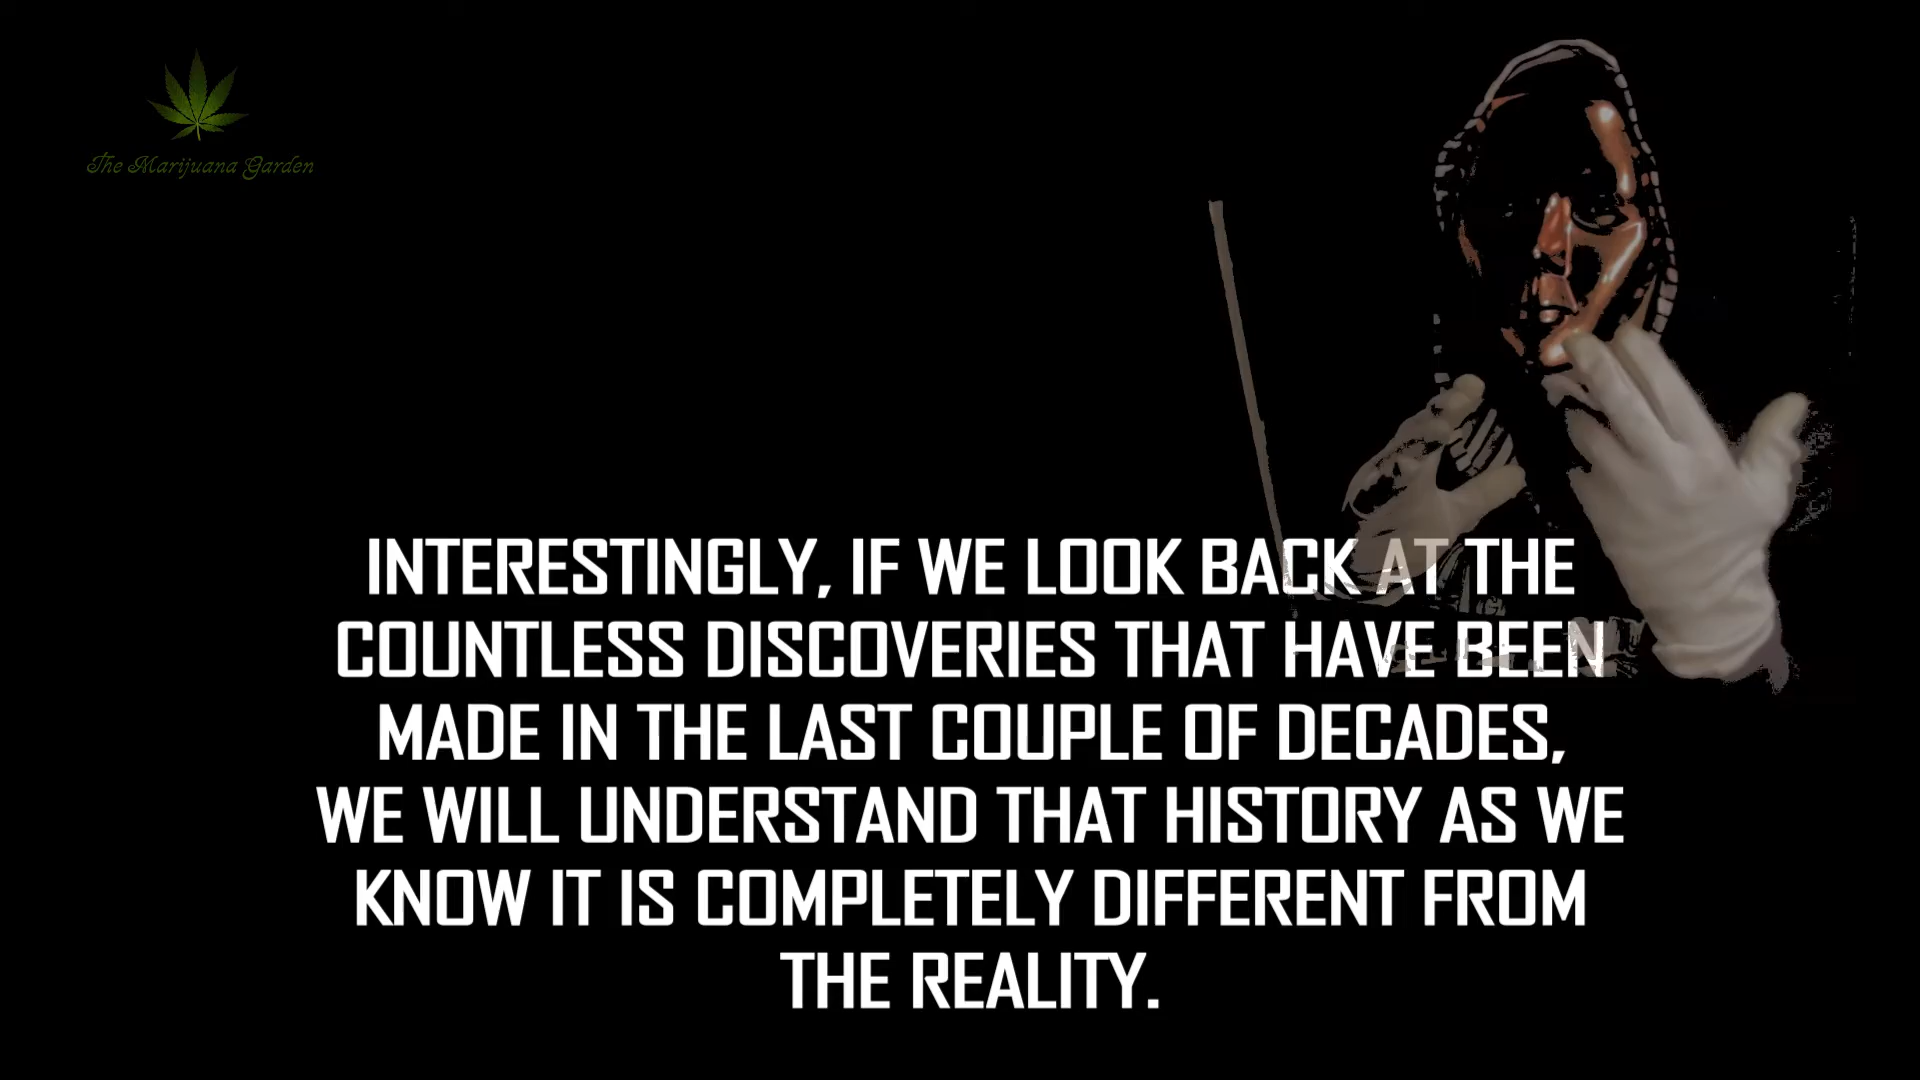 The Marijuana Garden
INTERESTINGLY, IF WE LOOK BACK AT THE
COUNTLESS DISCOVERIES THAT HAVE BEEN
MADE IN THE LAST COUPLE OF DECADES,
WE WILL UNDERSTAND THAT HISTORY AS WE
KNOW IT IS COMPLETELY DIFFERENT FROM
THE REALITY.